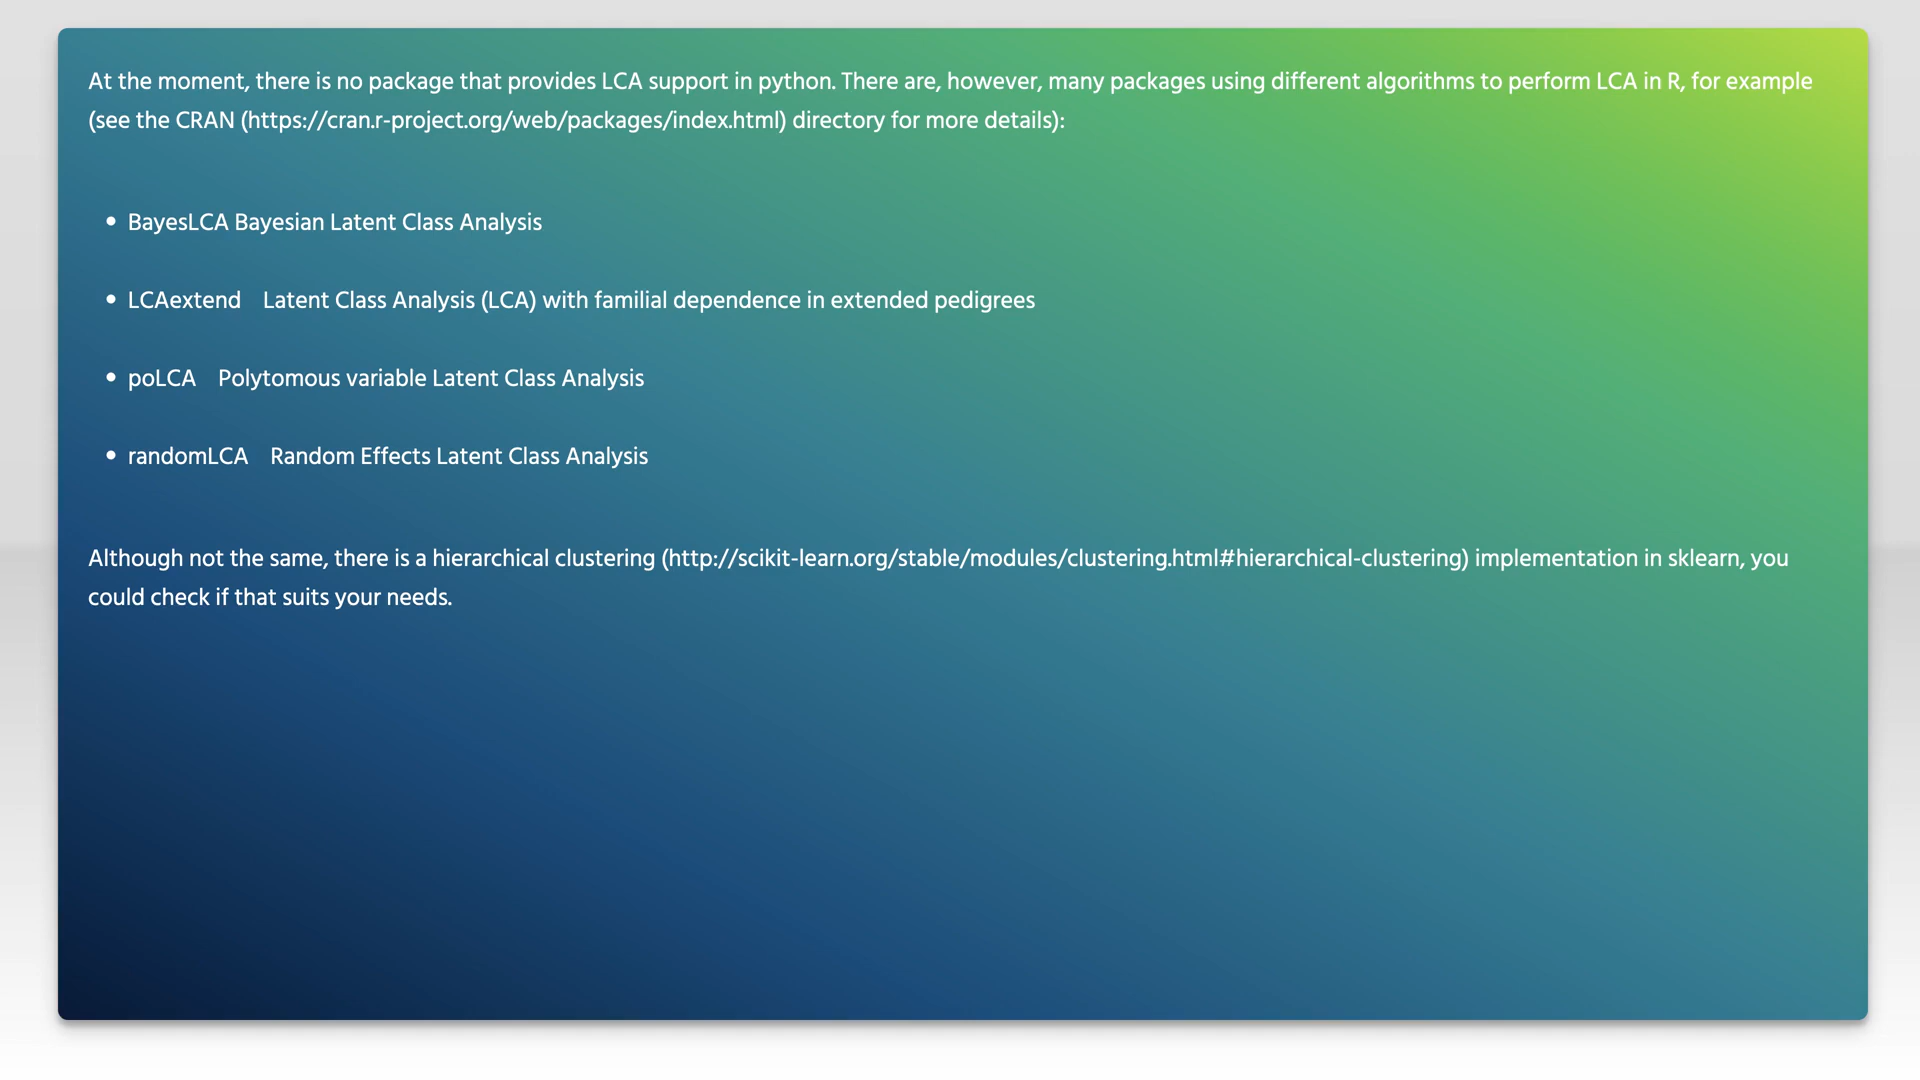 At the moment, there is no package that provides LCA support in python. There are, however, many packages using different algorithms to perform LCA in R, for example
(see the CRAN (https://cran.r-project.org/web/packages/index.html) directory for more details):
• BayesLCA Bayesian Latent Class Analysis
• LCAextend Latent Class Analysis (LCA) with familial dependence in extended pedigrees
• poLCA Polytomous variable Latent Class Analysis
• randomLCA Random Effects Latent Class Analysis
Although not the same, there is a hierarchical clustering (http://scikit-learn.org/stable/modules/clustering.html#hierarchical-clustering) implementation in sklearn, you
could check if that suits your needs.